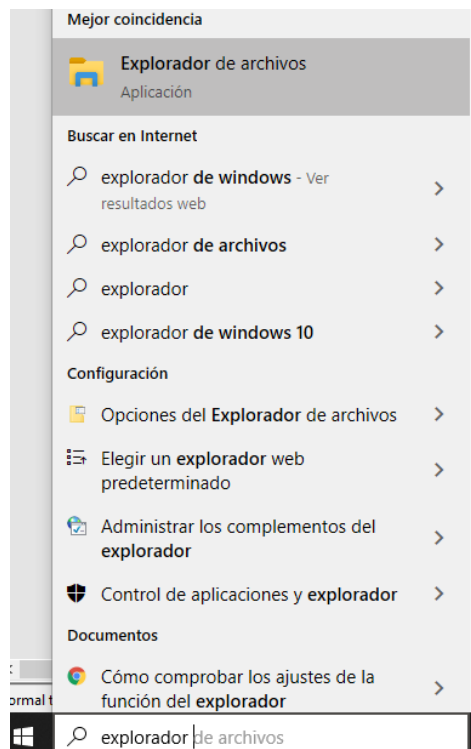 Mejor coincidencia
Explorador de archivos
Aplicación
Buscar en Internet
explorador de windows - Ver
resultados web
explorador de archivos
explorador
explorador de windows 10
Configuración
Opciones del Explorador de archivos
Elegir un explorador web
predeterminado
Administrar los complementos del
explorador
Control de aplicaciones y explorador
Documentos
Cómo comprobar los ajustes de la
función del explorador
ormal t
explorador de archivos